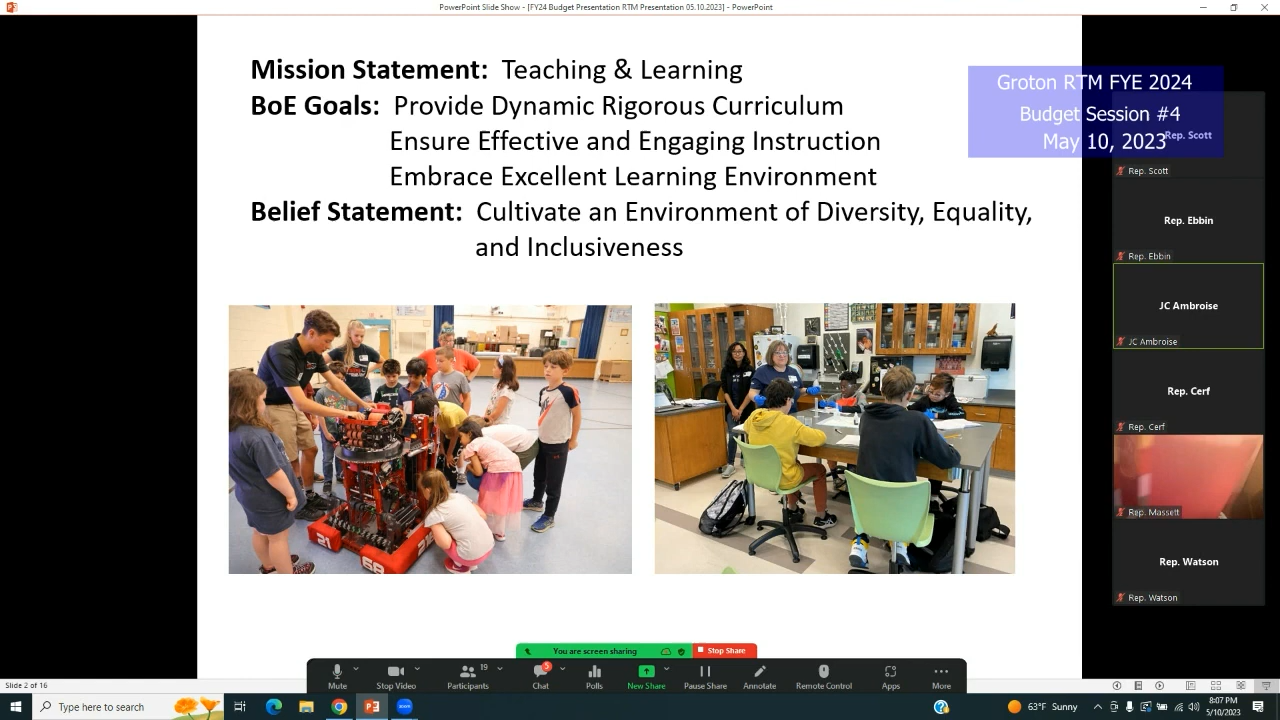 PowerPoint Slide Show - [FY24 Budget Presentation RTM Presentation 05.10.2023] - PowerPoint
Mission Statement: Teaching & Learning
BoE Goals: Provide Dynamic Rigorous Curriculum
Ensure Effective and Engaging Instruction
Embrace Excellent Learning Environment
Belief Statement: Cultivate an Environment of Diversity, Equality,
and Inclusiveness
Groton RTM FYE 2024
Budget Session #4
May 10, 2023
Rep. Scott
Rep. Scott
Rep. Ebbin
Rep. Ebbin
JC Ambroise
JC Ambroise
Rep. Cerf
Rep. Cerf
Rep. Massett
Rep. Watson
Rep. Watson
You are screen sharing
Stop Share
Mute
Stop Video
19
Participants
5
Chat
Polls
New Share
Pause Share
Annotate
Remote Control
Apps
More
Slide 2 of 16
Type here to search
zoom
63°F Sunny
8:07 PM
5/10/2023